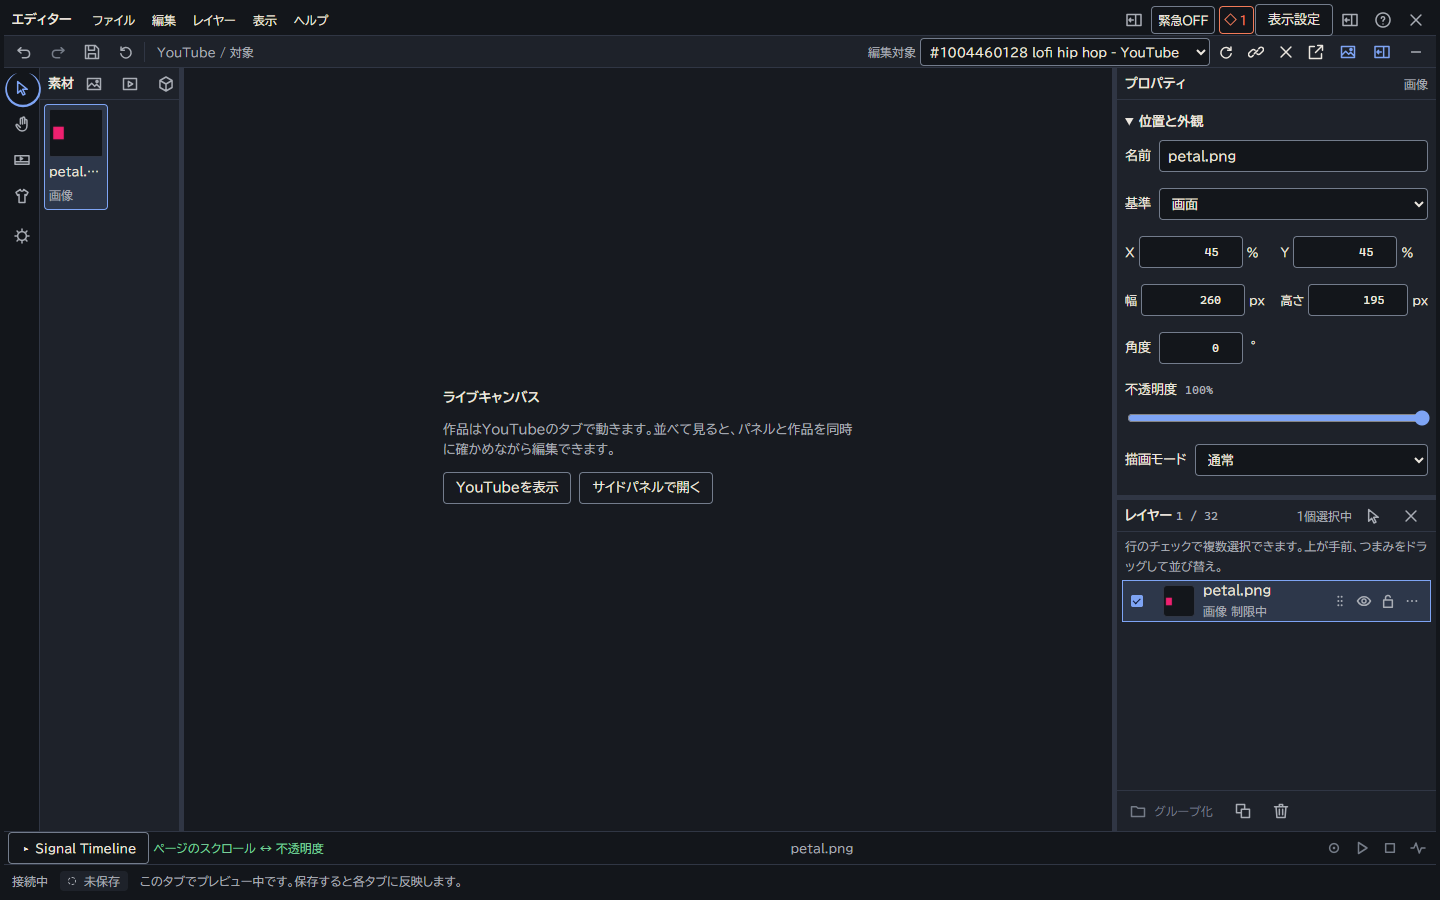 エディター ファイル 編集 レイヤー 表示 ヘルプ 緊急OFF 1 表示設定
YouTube / 対象 編集対象 #1004460128 lofi hip hop - YouTube
素材
petal.…
画像
ライブキャンバス
作品はYouTubeのタブで動きます。並べて見ると、パネルと作品を同時
に確かめながら編集できます。
YouTubeを表示 サイドパネルで開く
プロパティ 画像
▼ 位置と外観
名前 petal.png
基準 画面
X 45 % Y 45 %
幅 260 px 高さ 195 px
角度 0 °
不透明度 100%
描画モード 通常
レイヤー 1 / 32 1個選択中
行のチェックで複数選択できます。上が手前、つまみをドラ
ッグして並び替え。
petal.png
画像 制限中
グループ化
▸ Signal Timeline ページのスクロール ↔ 不透明度 petal.png
接続中 未保存 このタブでプレビュー中です。保存すると各タブに反映します。